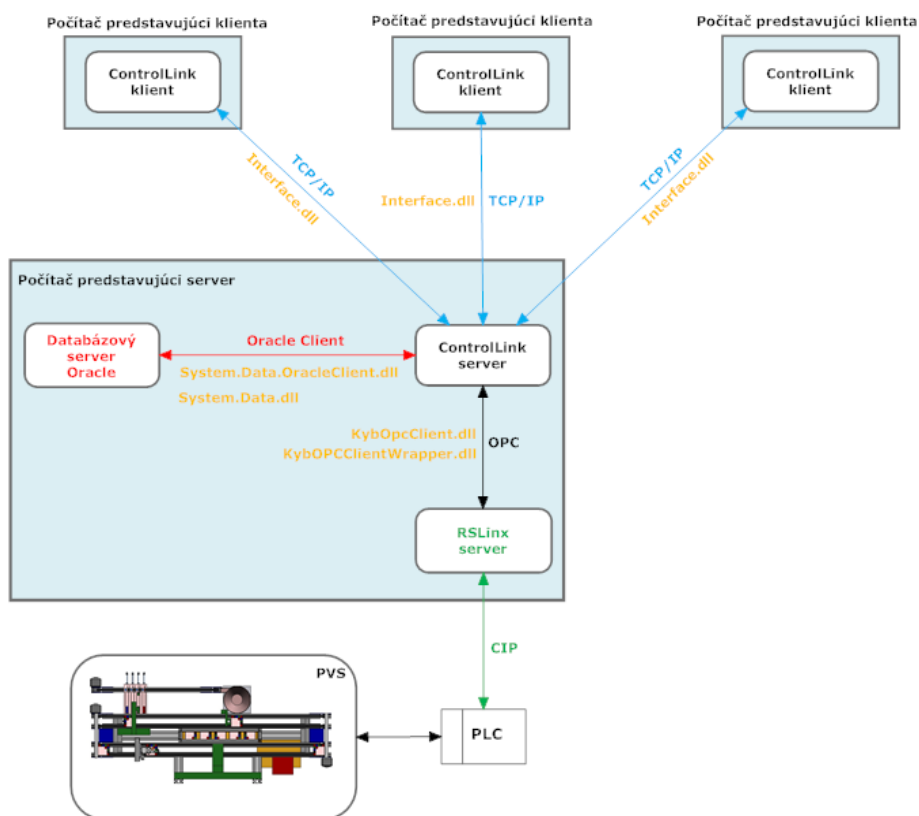 Počítač predstavujúci klienta
Počítač predstavujúci klienta
Počítač predstavujúci klienta
ControlLink
klient
ControlLink
klient
ControlLink
klient
TCP/IP
Interface.dll
Interface.dll
TCP/IP
TCP/IP
Interface.dll
Počítač predstavujúci server
Databázový
server
Oracle
Oracle Client
System.Data.OracleClient.dll
System.Data.dll
ControlLink
server
KybOpcClient.dll
KybOPCClientWrapper.dll
OPC
RSLinx
server
CIP
PVS
PLC